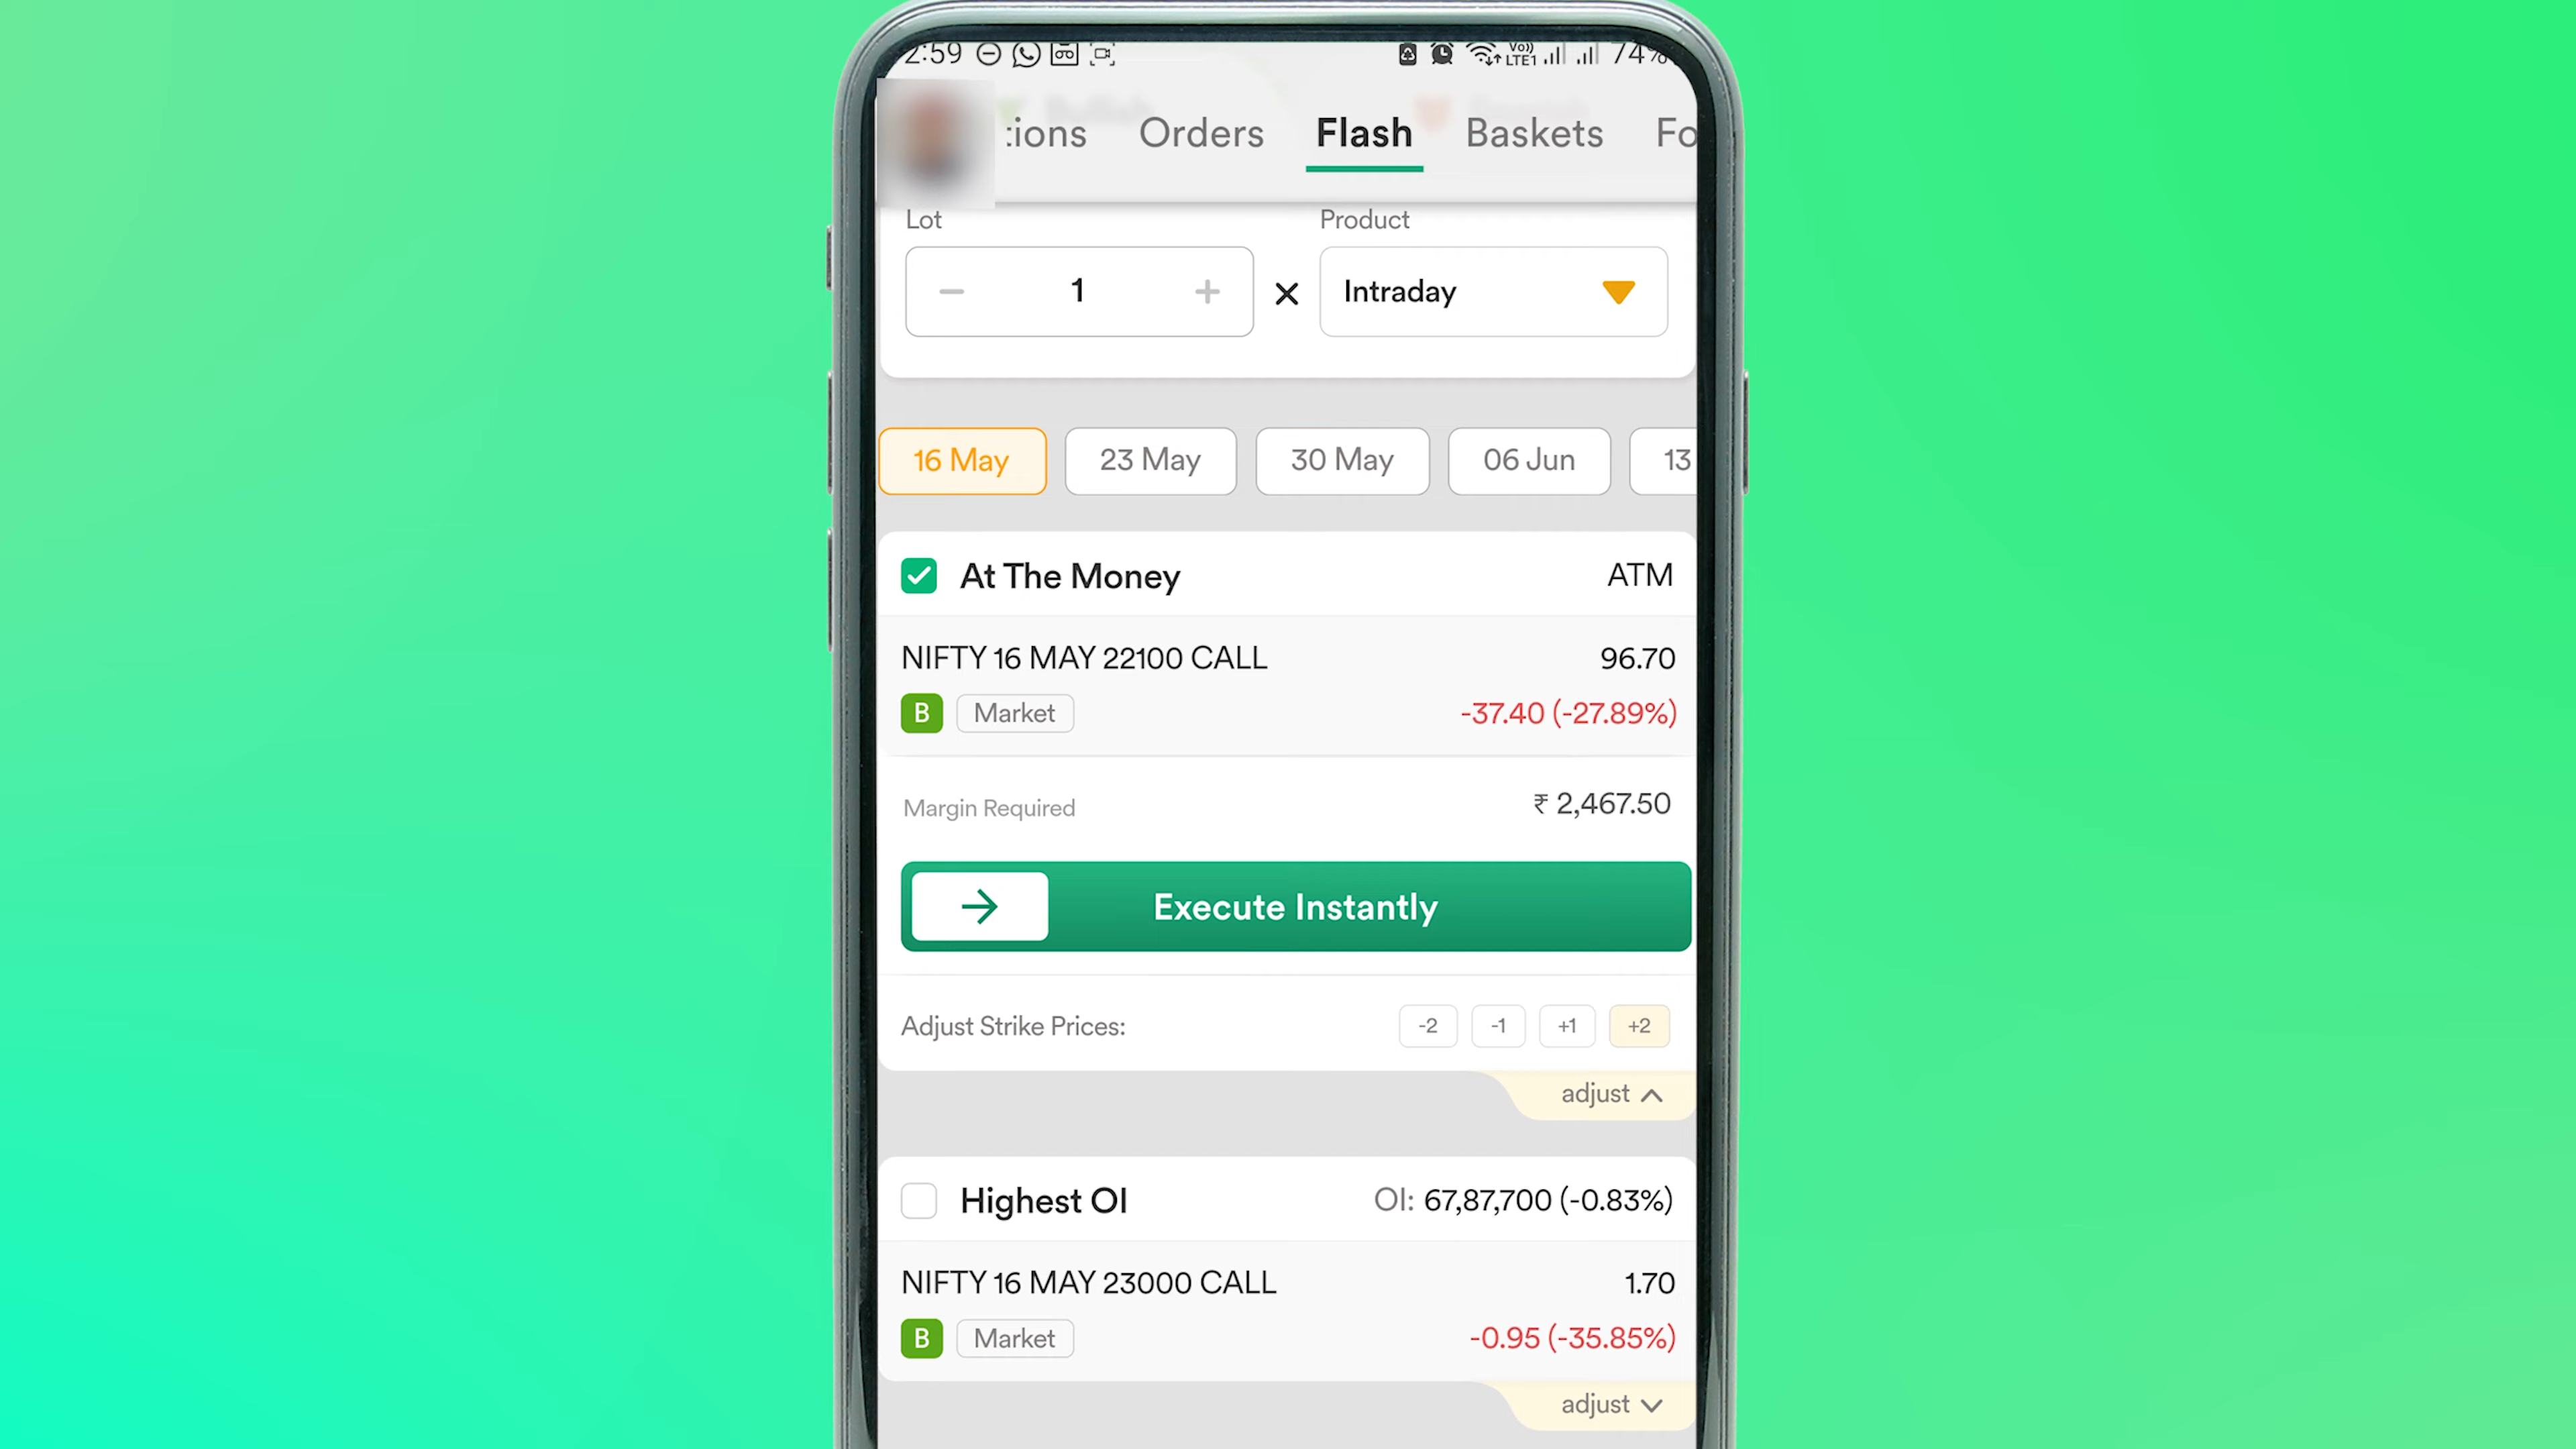 2:59 Vo)) LTE1 74%
tions Orders Flash Baskets Fo
Lot Product
1 × Intraday
16 May 23 May 30 May 06 Jun 13
At The Money ATM
NIFTY 16 MAY 22100 CALL 96.70
B Market -37.40 (-27.89%)
Margin Required ₹ 2,467.50
→ Execute Instantly
Adjust Strike Prices: -2 -1 +1 +2
adjust
Highest OI OI: 67,87,700 (-0.83%)
NIFTY 16 MAY 23000 CALL 1.70
B Market -0.95 (-35.85%)
adjust